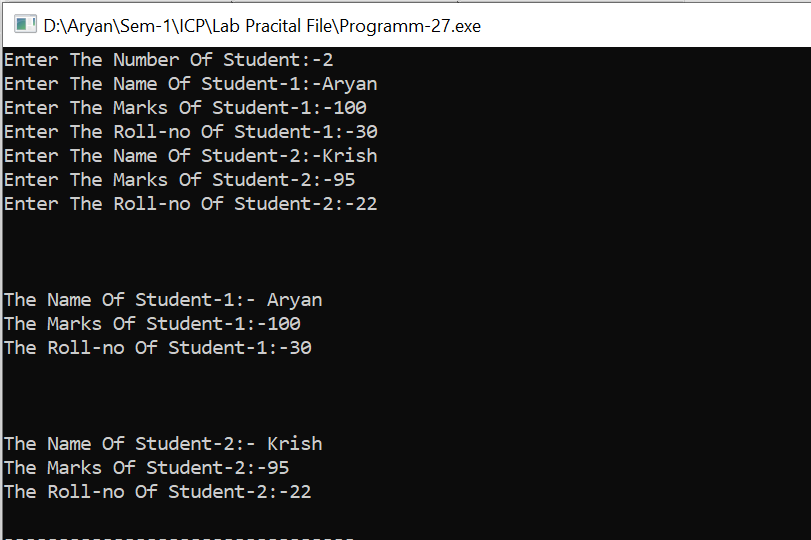 D:\Aryan\Sem-1\ICP\Lab Pracital File\Programm-27.exe
Enter The Number Of Student:-2
Enter The Name Of Student-1:-Aryan
Enter The Marks Of Student-1:-100
Enter The Roll-no Of Student-1:-30
Enter The Name Of Student-2:-Krish
Enter The Marks Of Student-2:-95
Enter The Roll-no Of Student-2:-22
The Name Of Student-1:- Aryan
The Marks Of Student-1:-100
The Roll-no Of Student-1:-30
The Name Of Student-2:- Krish
The Marks Of Student-2:-95
The Roll-no Of Student-2:-22
--------------------------------